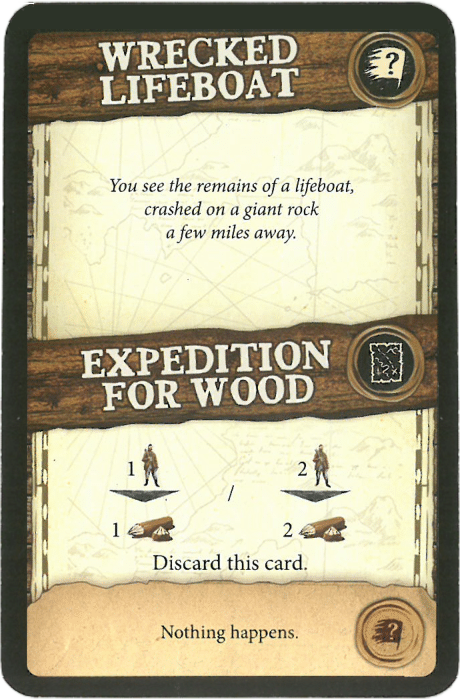 WRECKED
LIFEBOAT
?
You see the remains of a lifeboat,
crashed on a giant rock
a few miles away.
EXPEDITION
FOR WOOD
1 / 2
1 2
Discard this card.
Nothing happens.
?